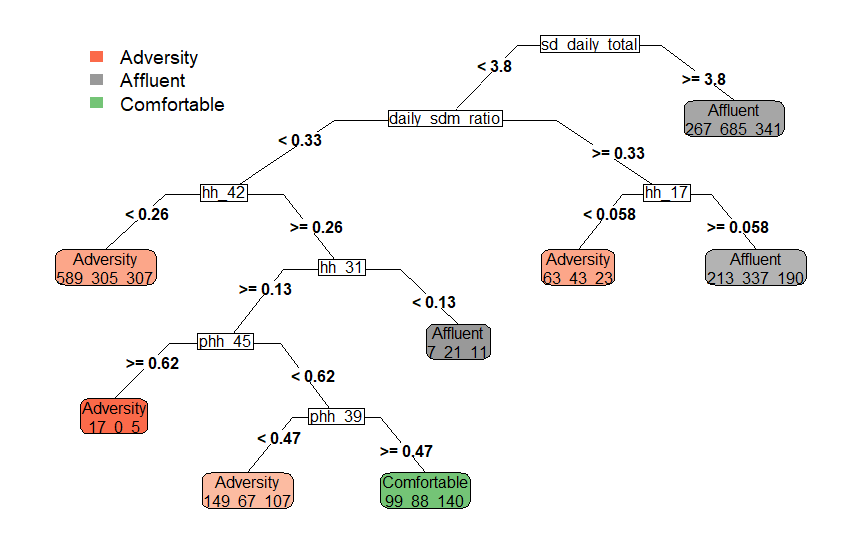 Adversity
Affluent
Comfortable
sd_daily_total
< 3.8
>= 3.8
Affluent
267 685 341
daily_sdm_ratio
< 0.33
>= 0.33
hh_42
hh_17
< 0.26
>= 0.26
< 0.058
>= 0.058
Adversity
589 305 307
hh_31
Adversity
63 43 23
Affluent
213 337 190
>= 0.13
< 0.13
phh_45
Affluent
7 21 11
>= 0.62
< 0.62
Adversity
17 0 5
phh_39
< 0.47
>= 0.47
Adversity
149 67 107
Comfortable
99 88 140